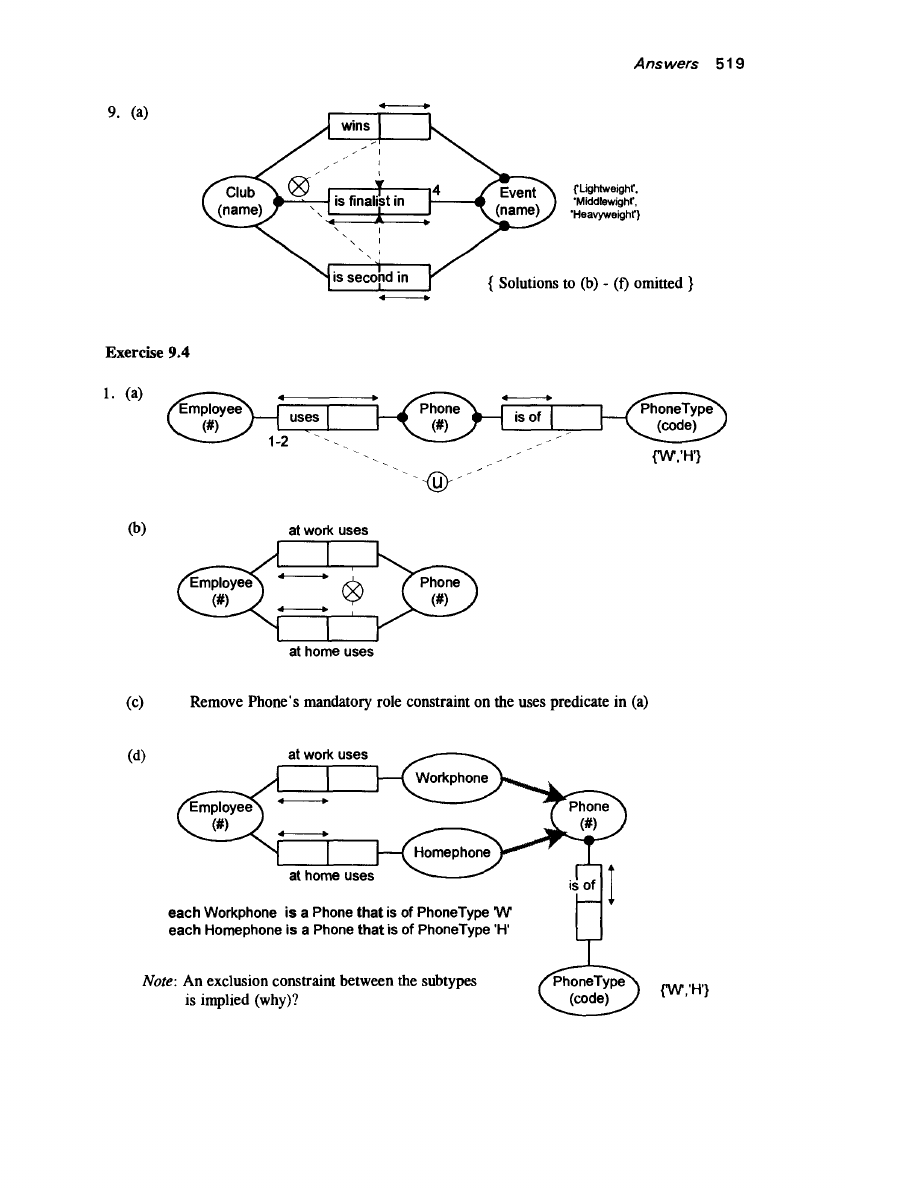 Answers 519
9. (a)
wins
Club
(name)
is finalist in
4
Event
(name)
{'Lightweight',
'Middlewight',
'Heavyweight'}
is second in
{ Solutions to (b) - (f) omitted }
Exercise 9.4
1. (a)
Employee
(#)
uses
1-2
Phone
(#)
is of
PhoneType
(code)
{'W','H'}
u
(b)
at work uses
Employee
(#)
Phone
(#)
at home uses
(c) Remove Phone's mandatory role constraint on the uses predicate in (a)
(d)
at work uses
Workphone
Employee
(#)
Phone
(#)
Homephone
at home uses
is of
each Workphone is a Phone that is of PhoneType 'W'
each Homephone is a Phone that is of PhoneType 'H'
Note: An exclusion constraint between the subtypes
is implied (why)?
PhoneType
(code)
{'W','H'}